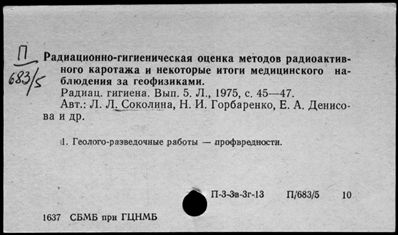 П
683/5
Радиационно-гигиеническая оценка методов радиоактив-
ного каротажа и некоторые итоги медицинского на-
блюдения за геофизиками.
Радиац. гигиена. Вып. 5. Л., 1975, с. 45—47.
Авт.: Л. Л. Соколина, Н. И. Горбаренко, Е. А. Денисо-
ва и др.
1. Геолого-разведочные работы — профвредности.
П-3-3в-3г-13 П/683/5 10
1637 СБМБ при ГЦНМБ